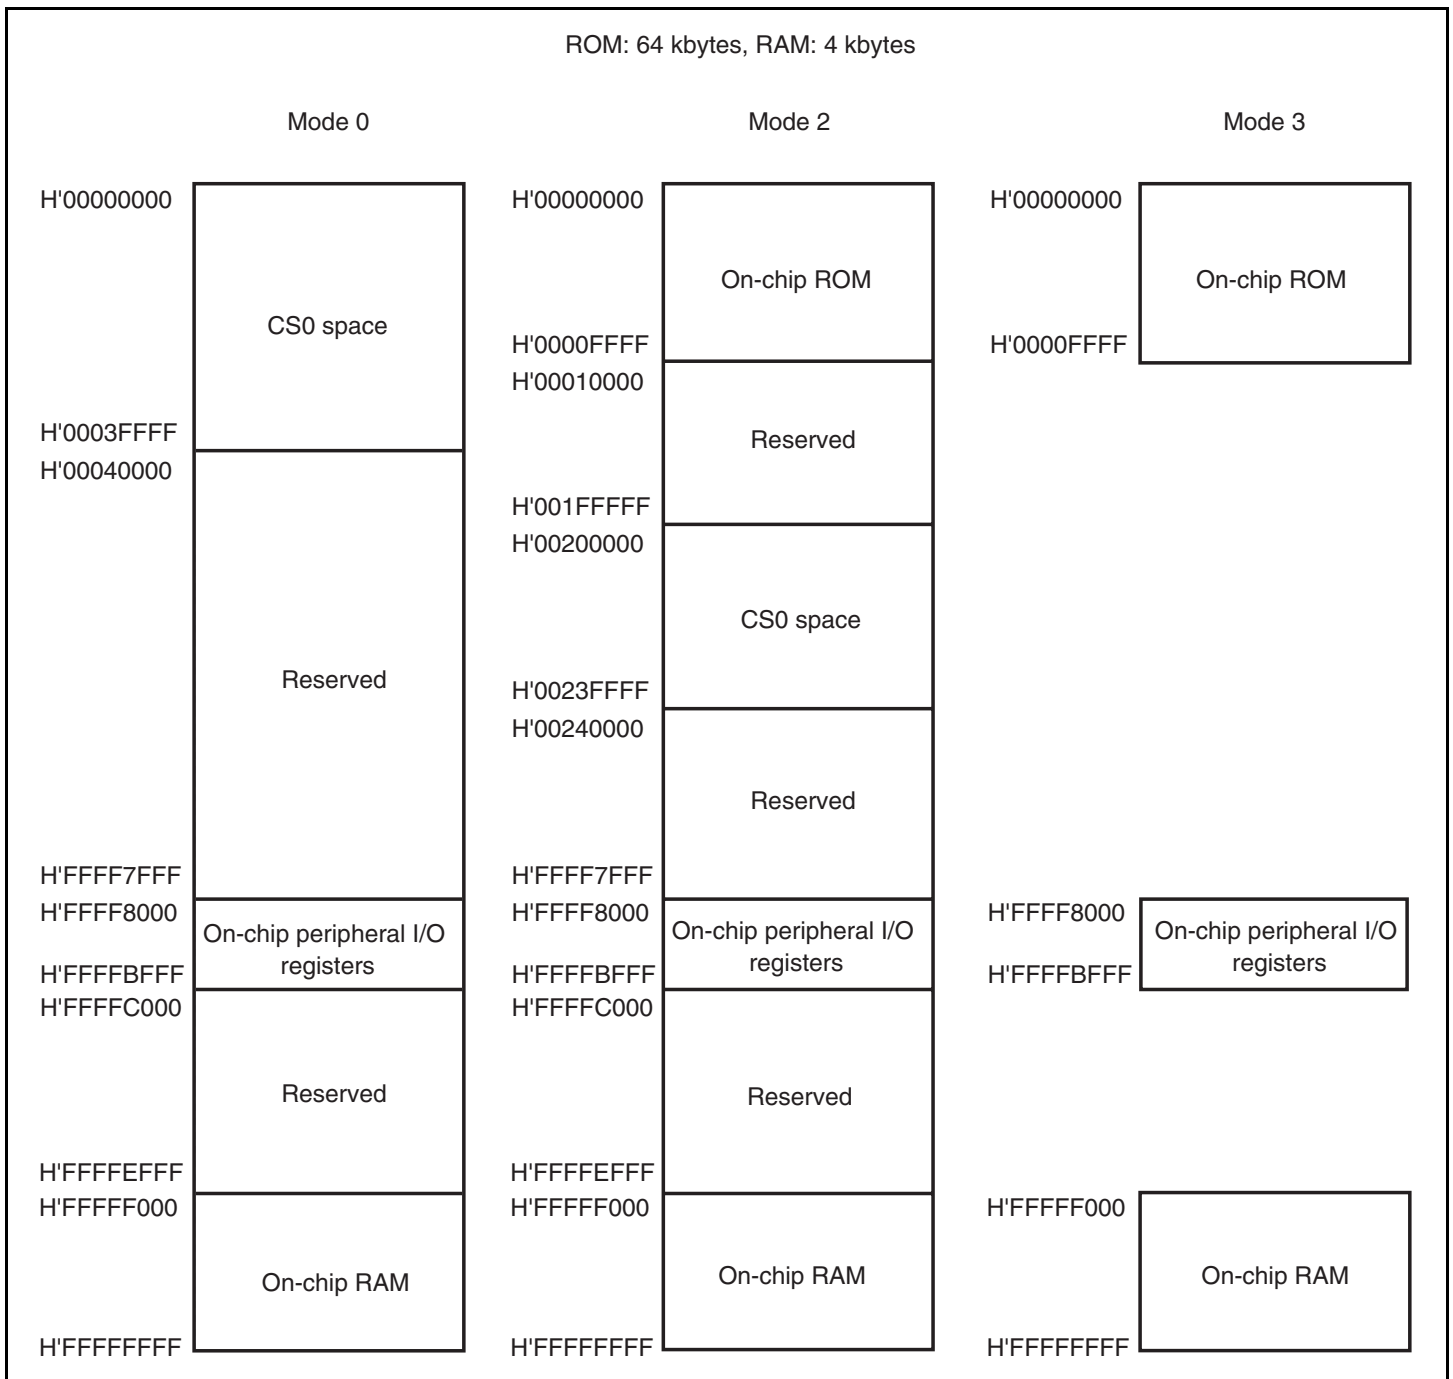 ROM: 64 kbytes, RAM: 4 kbytes
Mode 0
H'00000000
CS0 space
H'0003FFFF
H'00040000
Reserved
H'FFFF7FFF
H'FFFF8000
On-chip peripheral I/O
registers
H'FFFFBFFF
H'FFFFC000
Reserved
H'FFFFEFFF
H'FFFFF000
On-chip RAM
H'FFFFFFFF
Mode 2
H'00000000
On-chip ROM
H'0000FFFF
H'00010000
Reserved
H'001FFFFF
H'00200000
CS0 space
H'0023FFFF
H'00240000
Reserved
H'FFFF7FFF
H'FFFF8000
On-chip peripheral I/O
registers
H'FFFFBFFF
H'FFFFC000
Reserved
H'FFFFEFFF
H'FFFFF000
On-chip RAM
H'FFFFFFFF
Mode 3
H'00000000
On-chip ROM
H'0000FFFF
H'FFFF8000
On-chip peripheral I/O
registers
H'FFFFBFFF
H'FFFFF000
On-chip RAM
H'FFFFFFFF